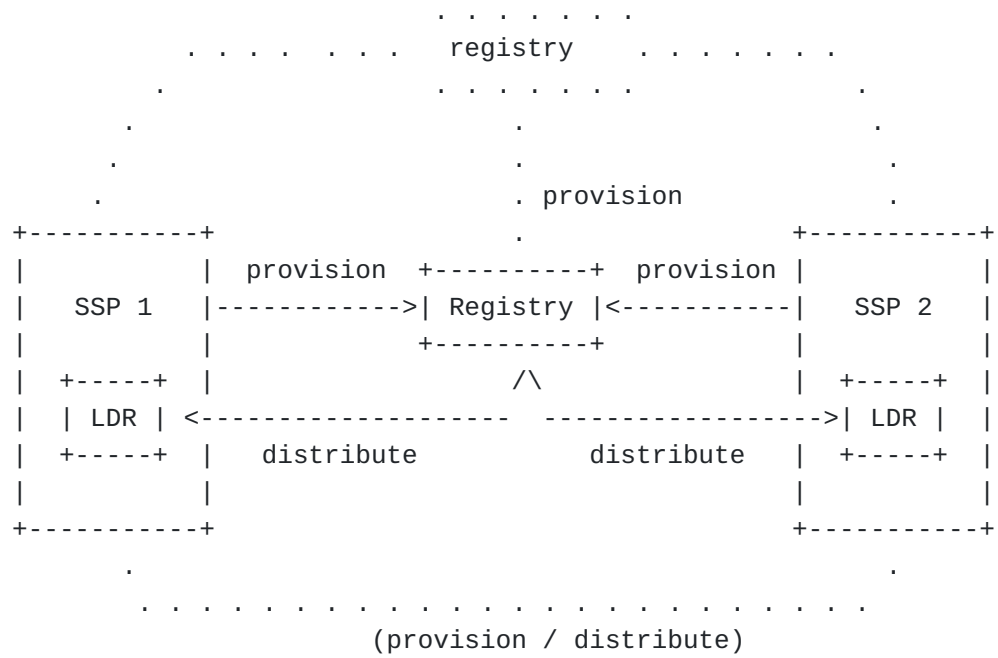 registry
provision
provision provision
SSP 1 Registry SSP 2
LDR LDR
distribute distribute
(provision / distribute)